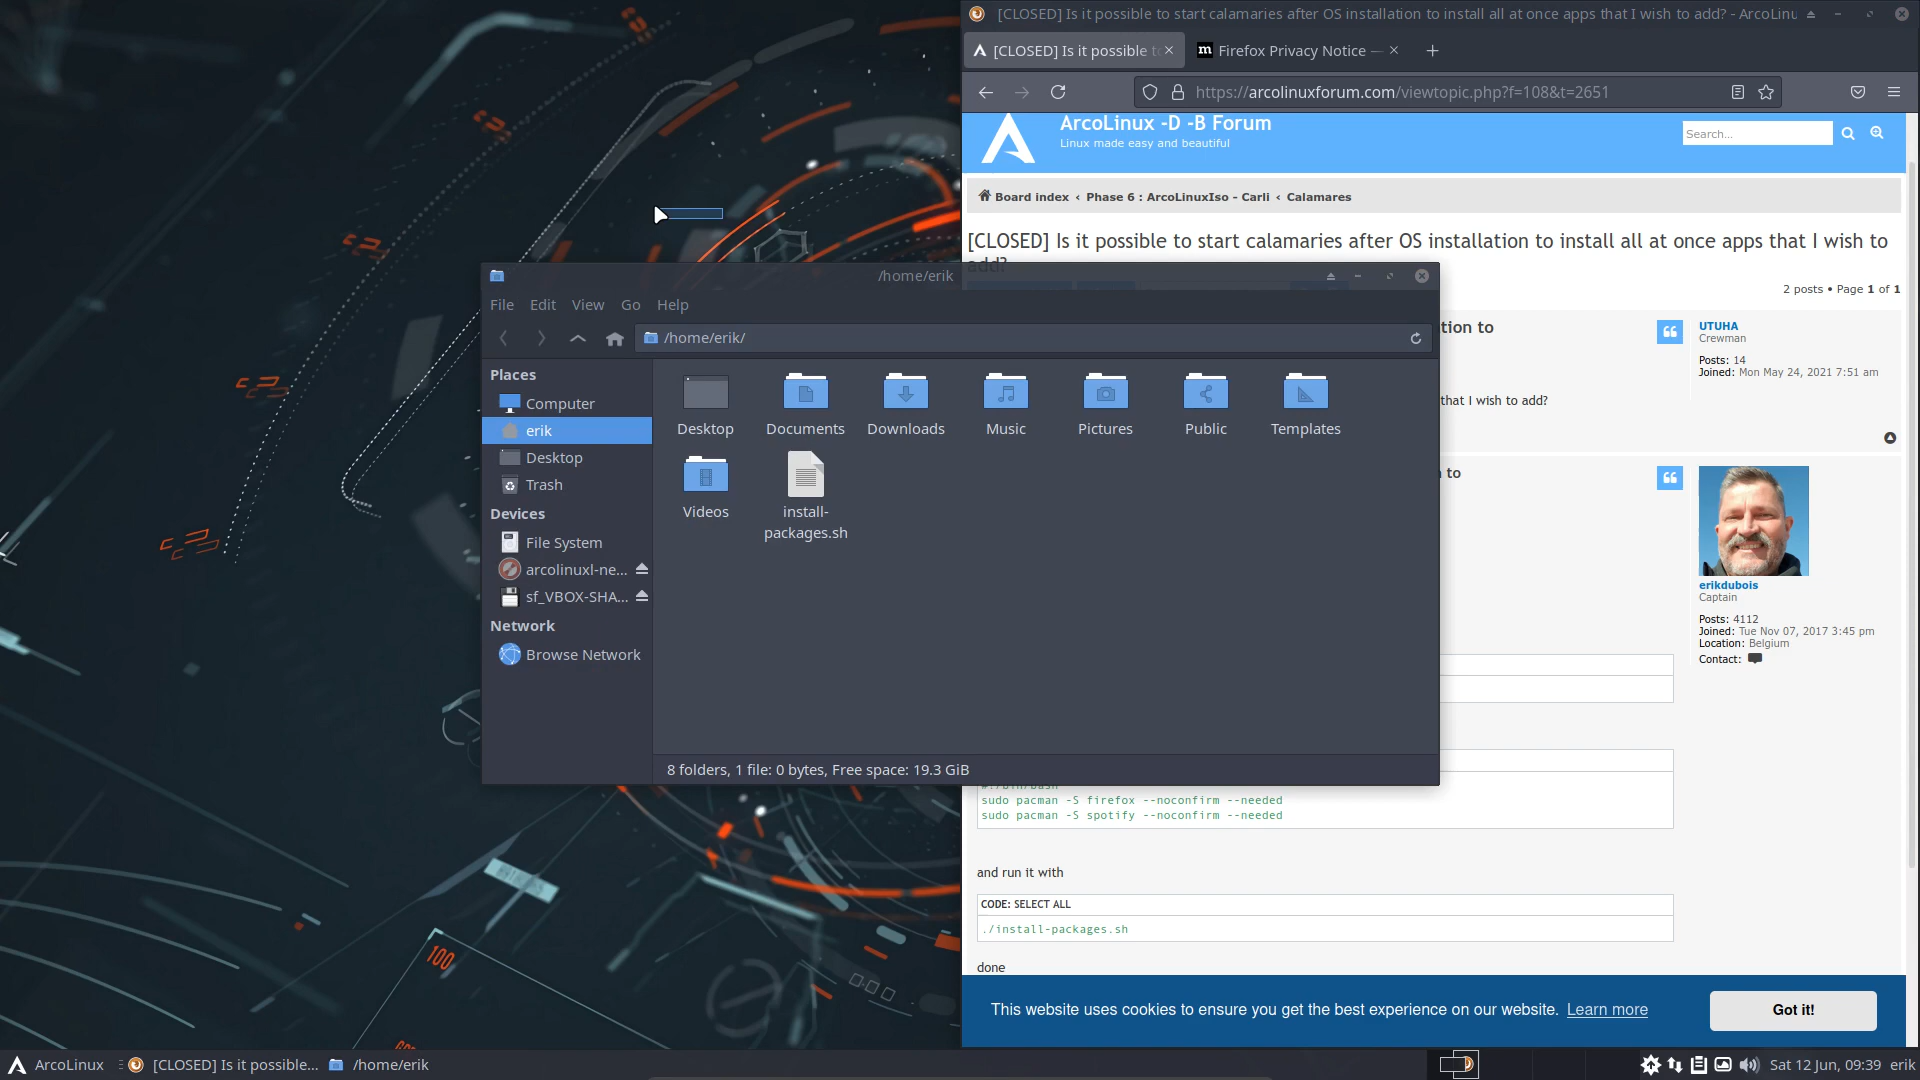 [CLOSED] Is it possible to start calamaries after OS installation to install all at once apps that I wish to add? - ArcoLinu
[CLOSED] Is it possible t
Firefox Privacy Notice —
https://arcolinuxforum.com/viewtopic.php?f=108&t=2651
ArcoLinux -D -B Forum
Linux made easy and beautiful
Search...
Board index ‹ Phase 6 : ArcoLinuxIso - Carli ‹ Calamares
[CLOSED] Is it possible to start calamaries after OS installation to install all at once apps that I wish to
add?
2 posts • Page 1 of 1
tion to
UTUHA
Crewman
Posts: 14
Joined: Mon May 24, 2021 7:51 am
that I wish to add?
to
erikdubois
Captain
Posts: 4112
Joined: Tue Nov 07, 2017 3:45 pm
Location: Belgium
Contact:
/home/erik
File Edit View Go Help
/home/erik/
Places
Computer
erik
Desktop
Trash
Devices
File System
arcolinuxl-ne...
sf_VBOX-SHA...
Network
Browse Network
Desktop
Documents
Downloads
Music
Pictures
Public
Templates
Videos
install-
packages.sh
8 folders, 1 file: 0 bytes, Free space: 19.3 GiB
#!/bin/bash
sudo pacman -S firefox --noconfirm --needed
sudo pacman -S spotify --noconfirm --needed
and run it with
CODE: SELECT ALL
./install-packages.sh
done
This website uses cookies to ensure you get the best experience on our website. Learn more
Got it!
100
ArcoLinux
[CLOSED] Is it possible...
/home/erik
Sat 12 Jun, 09:39
erik